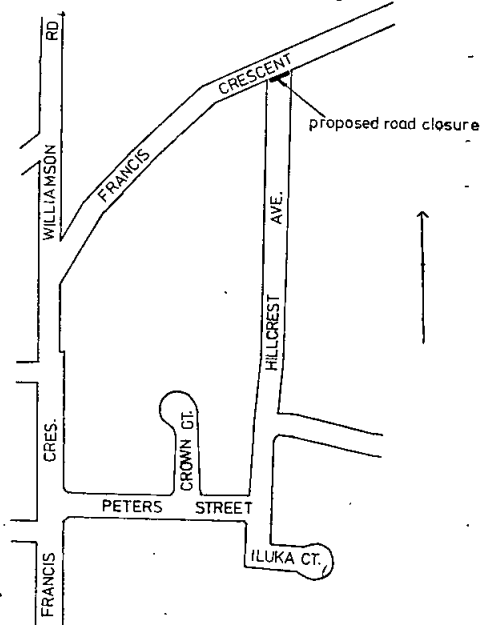 WILLIAMSON RD.
FRANCIS CRESCENT
proposed road closure
HILLCREST AVE.
FRANCIS CRES.
CROWN CT.
PETERS STREET
ILUKA CT.